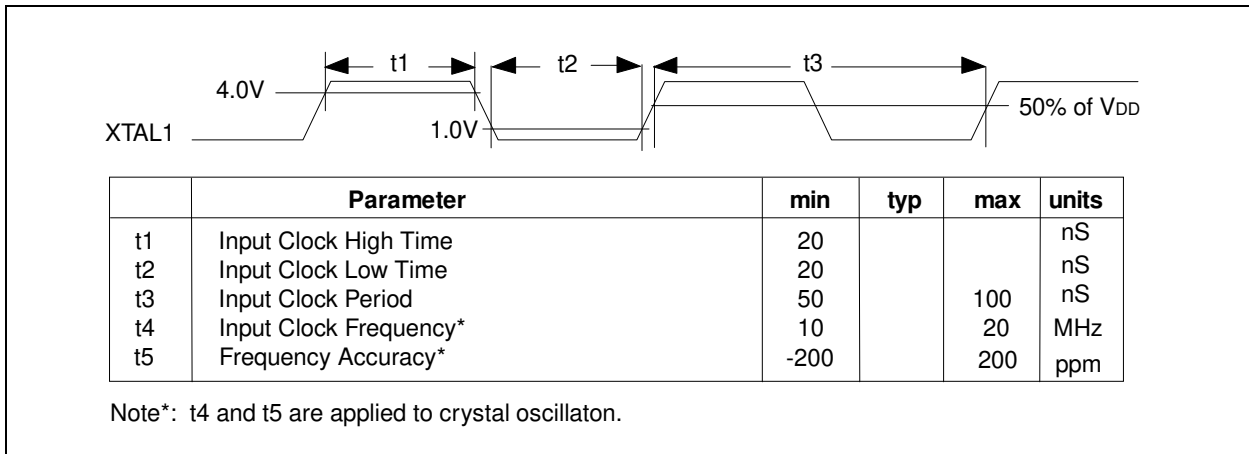 t1 t2 t3
4.0V
50% of VDD
XTAL1 1.0V
Parameter min typ max units
t1 Input Clock High Time 20 nS
t2 Input Clock Low Time 20 nS
t3 Input Clock Period 50 100 nS
t4 Input Clock Frequency* 10 20 MHz
t5 Frequency Accuracy* -200 200 ppm
Note*: t4 and t5 are applied to crystal oscillaton.